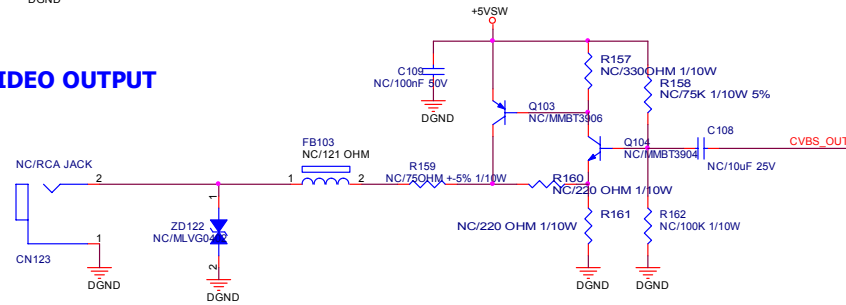 DGND
+5VSW
IDEO OUTPUT
C109
NC/100nF 50V
DGND
R157
NC/330OHM 1/10W
R158
NC/75K 1/10W 5%
Q103
NC/MMBT3906
Q104
NC/MMBT3904
C108
NC/10uF 25V
CVBS_OUT
NC/RCA JACK
2
1
CN123
DGND
1
ZD122
2
DGND
FB103
NC/121 OHM
1
2
R159
NC/75OHM +-5% 1/10W
R160
NC/220 OHM 1/10W
R161
NC/220 OHM 1/10W
R162
NC/100K 1/10W
DGND
DGND